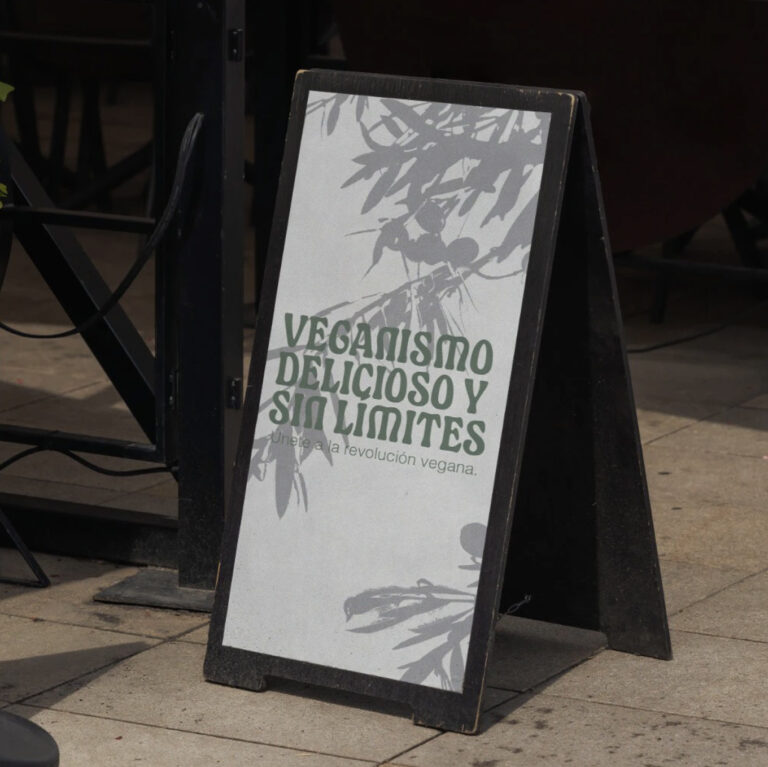 VEGANISMO
DELICIOSO Y
SIN LIMITES
Únete a la revolución vegana.